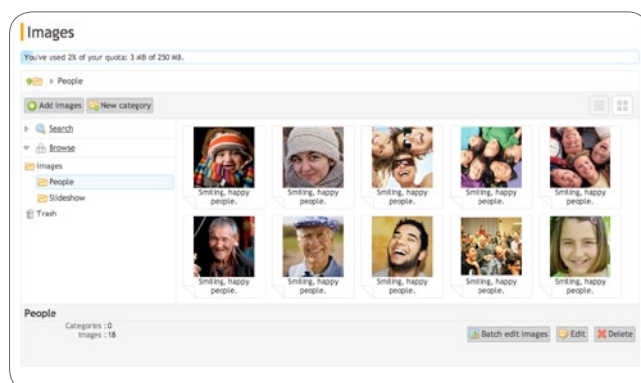 Images
You've used 2% of your quota: 3 MB of 250 MB.
People
Add images New category
Search
Browse
Images
People
Slideshow
Trash
Smiling, happy people. Smiling, happy people. Smiling, happy people. Smiling, happy people. Smiling, happy people.
Smiling, happy people. Smiling, happy people. Smiling, happy people. Smiling, happy people. Smiling, happy people.
People
Categories : 0
Images : 18
Batch edit images Edit Delete